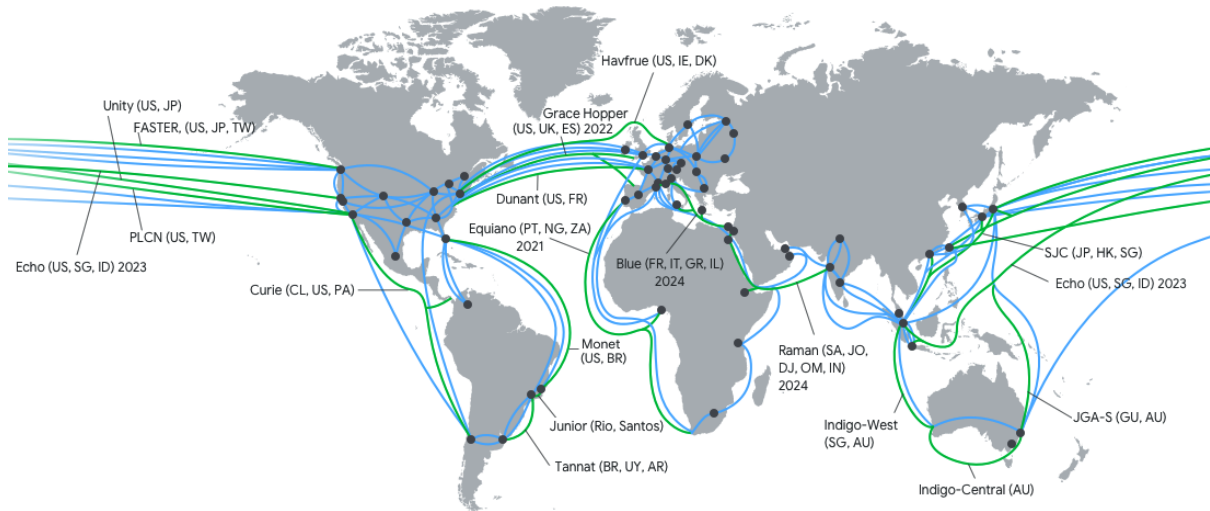 Havfrue (US, IE, DK)
Unity (US, JP)
FASTER, (US, JP, TW)
Grace Hopper
(US, UK, ES) 2022
Dunant (US, FR)
PLCN (US, TW)
Equiano (PT, NG, ZA)
2021
Echo (US, SG, ID) 2023
Blue (FR, IT, GR, IL)
2024
SJC (JP, HK, SG)
Echo (US, SG, ID) 2023
Curie (CL, US, PA)
Monet
(US, BR)
Raman (SA, JO,
DJ, OM, IN)
2024
Junior (Rio, Santos)
Indigo-West
(SG, AU)
JGA-S (GU, AU)
Tannat (BR, UY, AR)
Indigo-Central (AU)